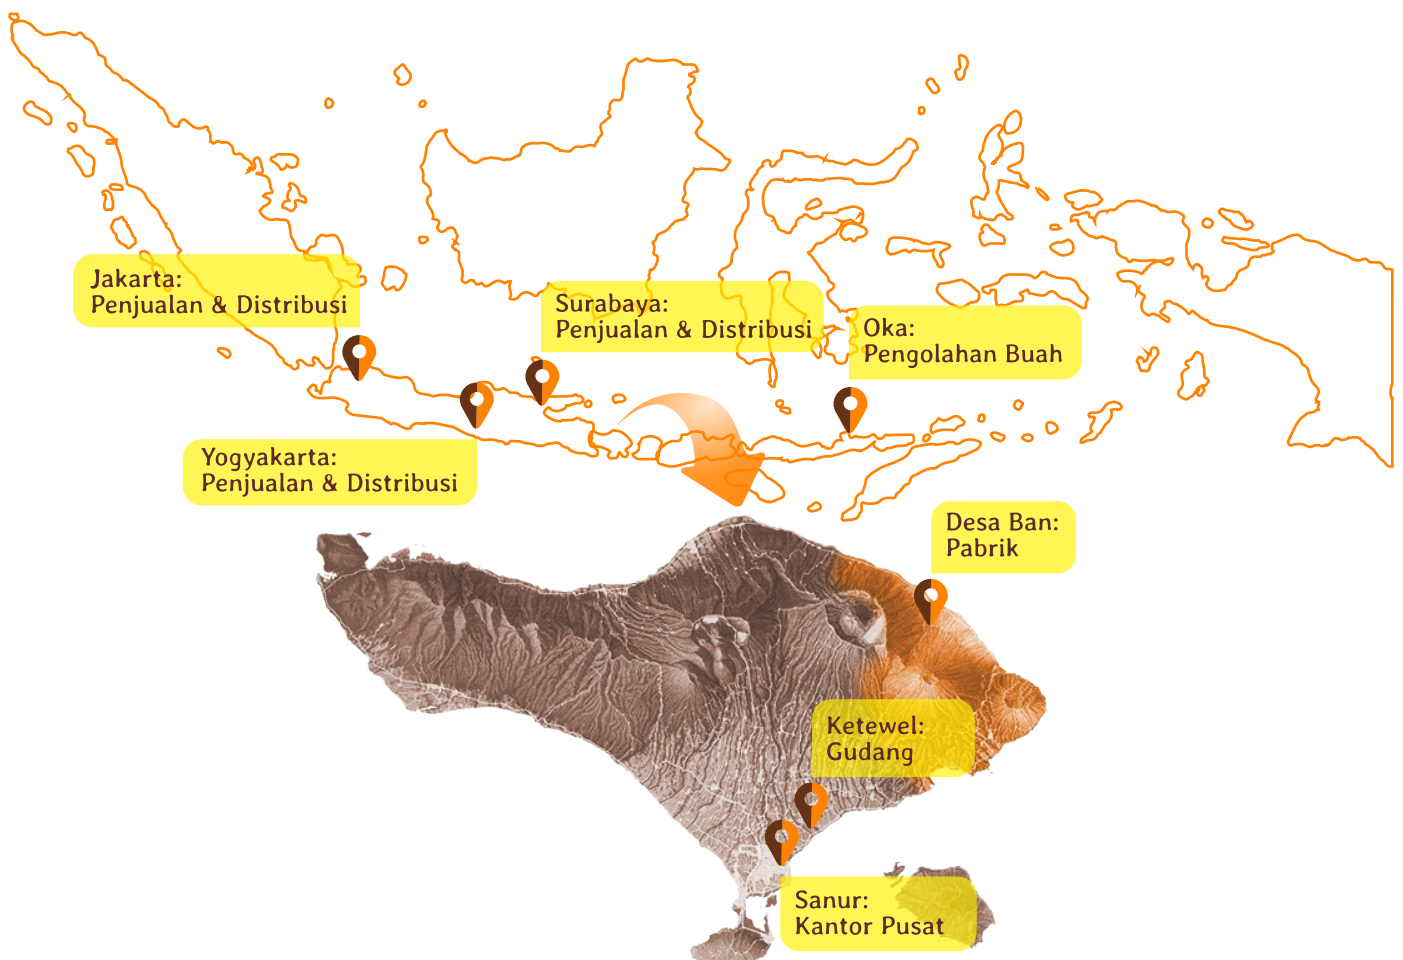 Jakarta:
Penjualan & Distribusi
Surabaya:
Penjualan & Distribusi
Oka:
Pengolahan Buah
Yogyakarta:
Penjualan & Distribusi
Desa Ban:
Pabrik
Ketewel:
Gudang
Sanur:
Kantor Pusat